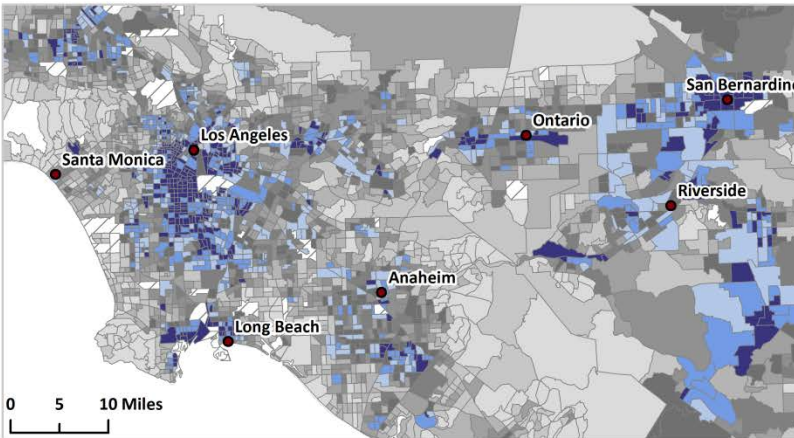 San Bernardino
Ontario
Los Angeles
Santa Monica
Riverside
Anaheim
Long Beach
0 5 10 Miles